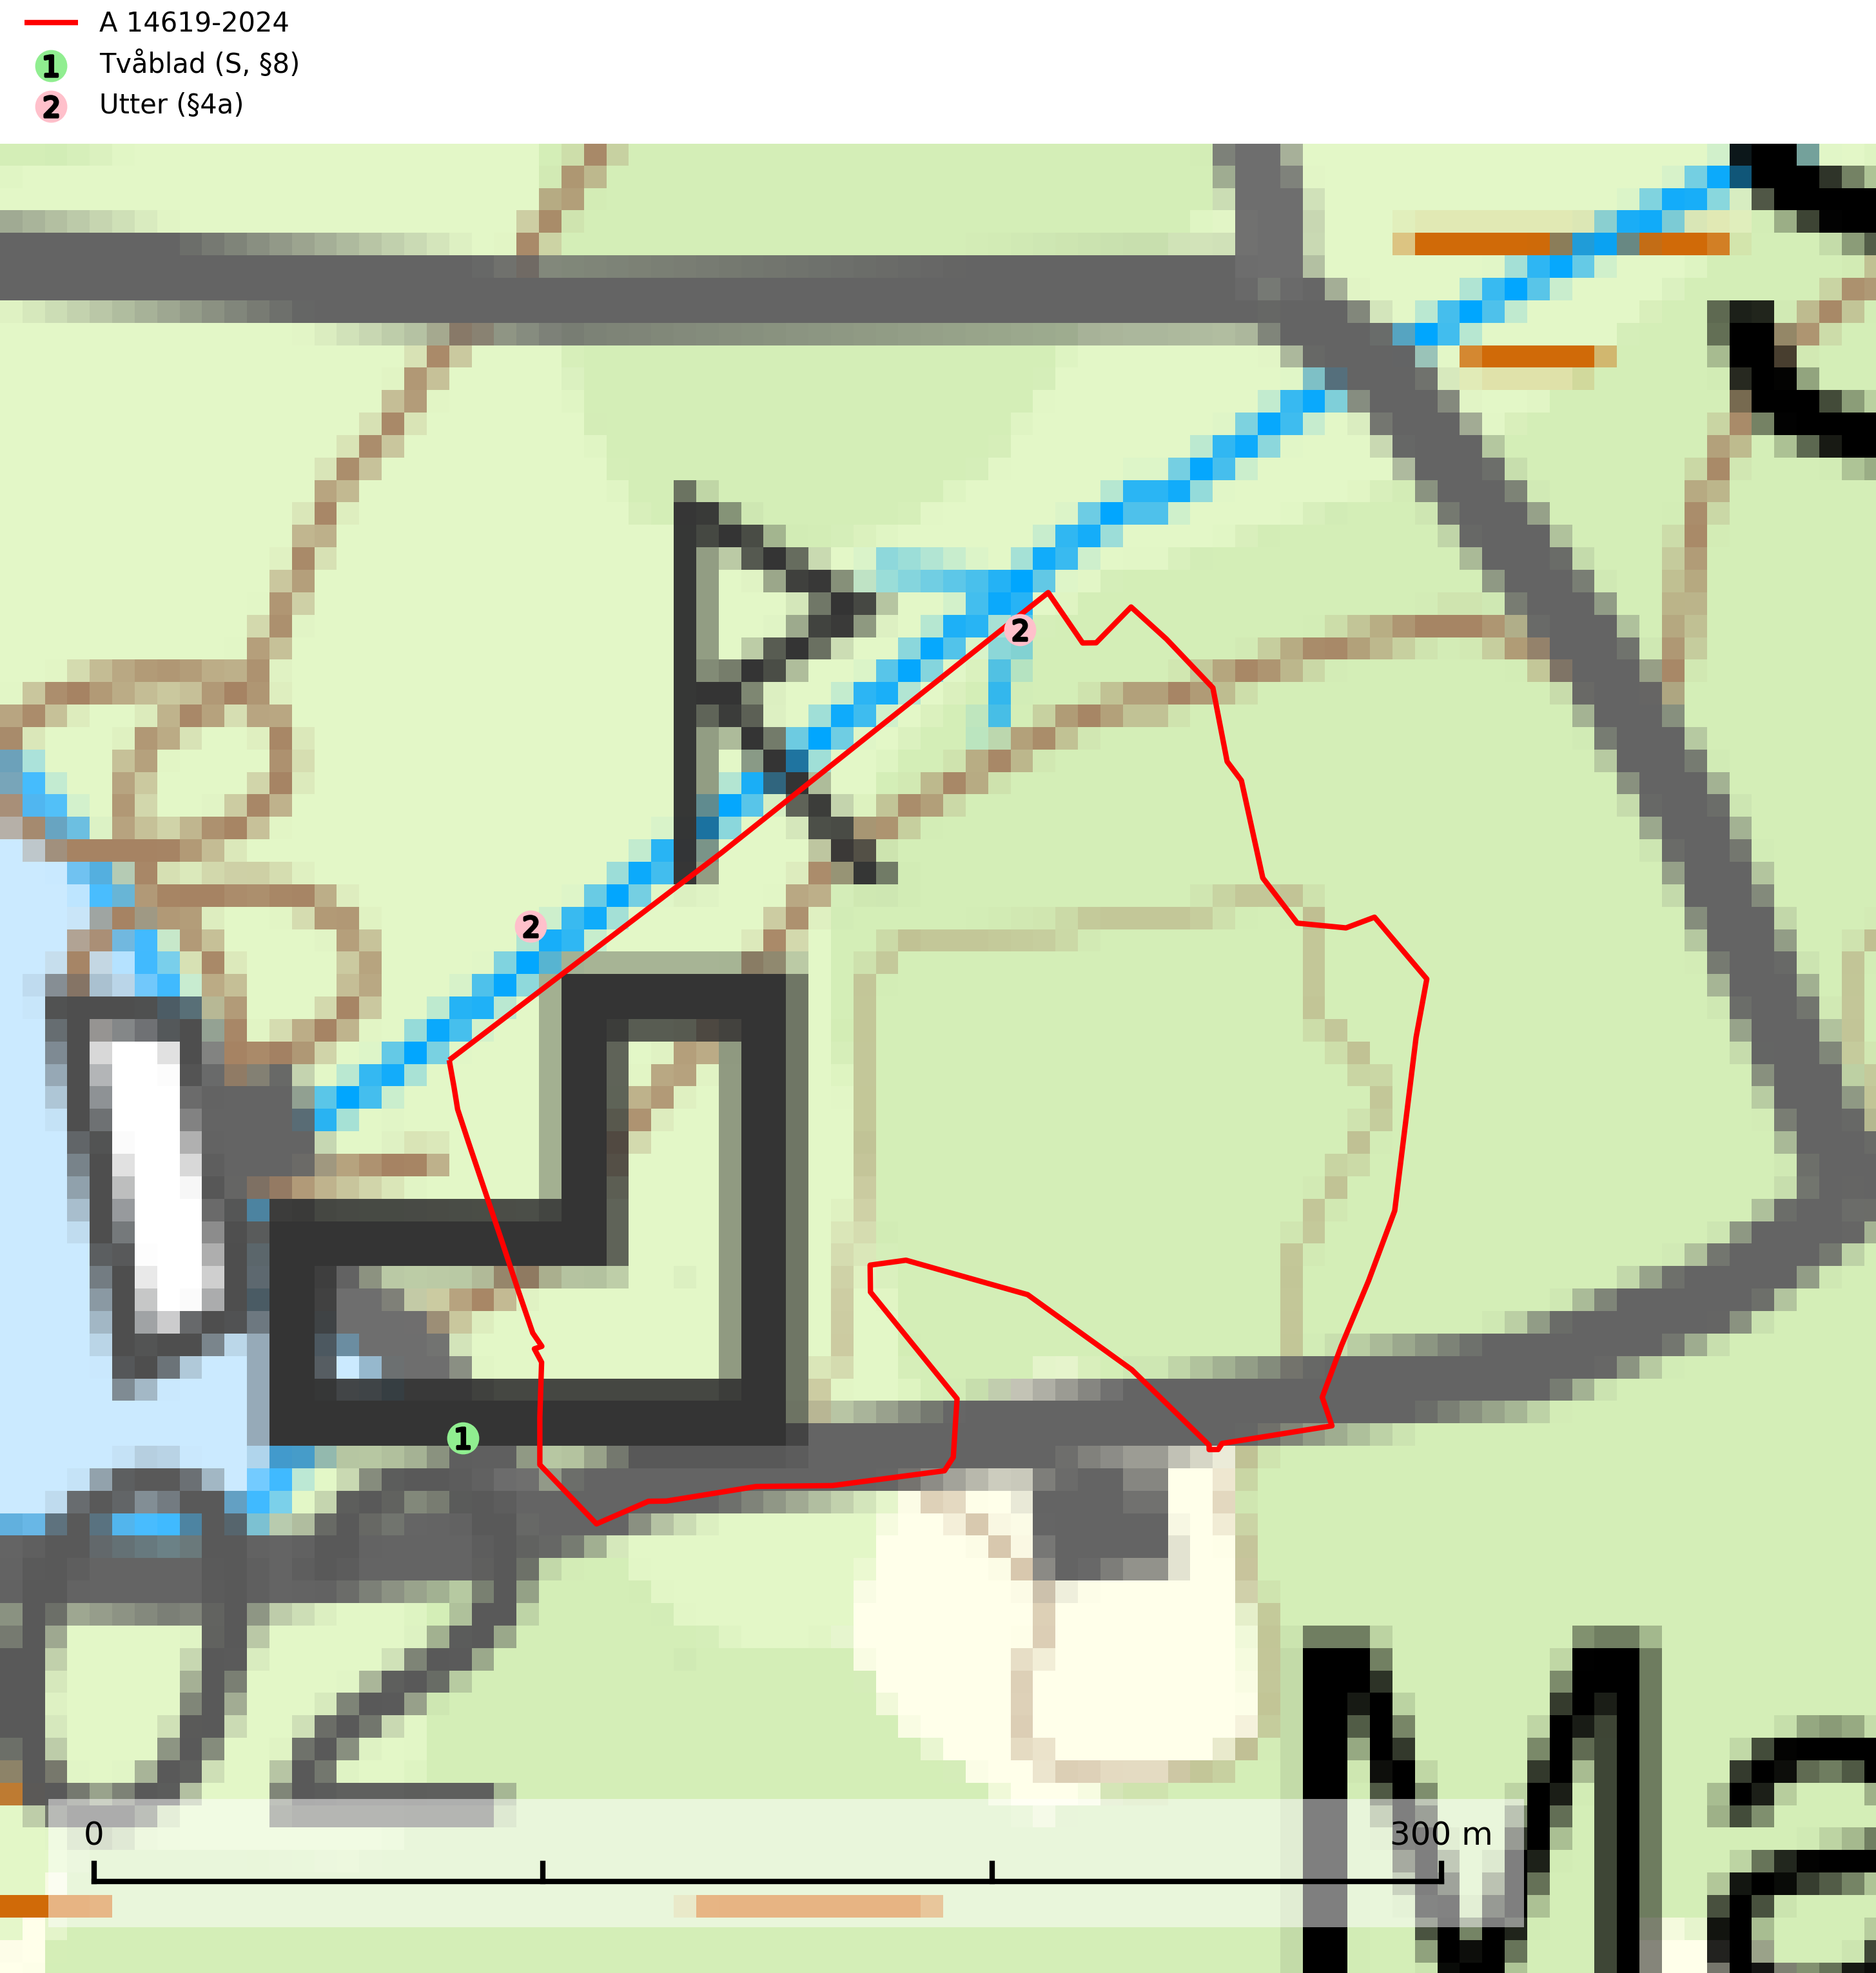 A 14619-2024
1 Tvåblad (S, §8)
2 Utter (§4a)
2
2
1
0 300 m